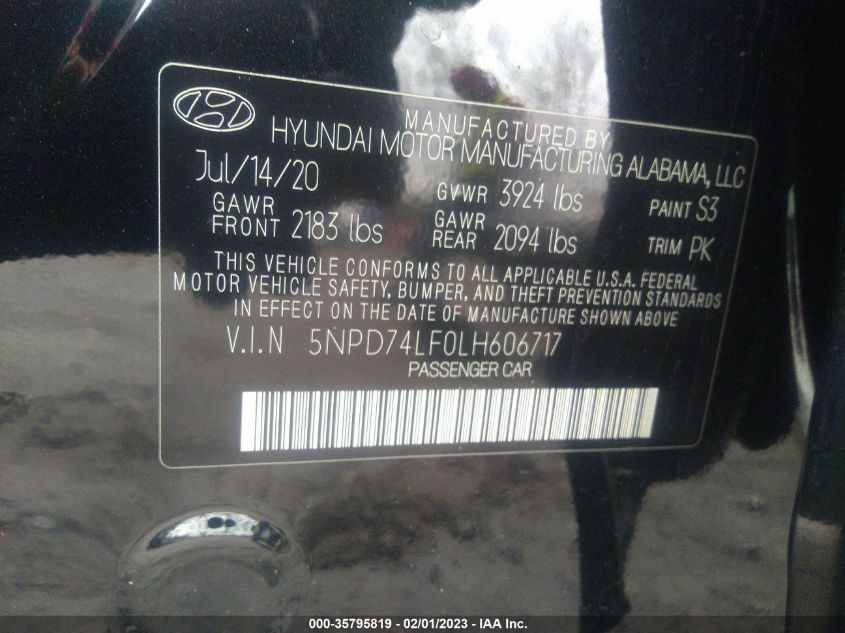 MANUFACTURED BY
HYUNDAI MOTOR MANUFACTURING ALABAMA, LLC
Jul/14/20 GVWR 3924 lbs PAINT S3
GAWR FRONT 2183 lbs GAWR REAR 2094 lbs TRIM PK
THIS VEHICLE CONFORMS TO ALL APPLICABLE U.S.A. FEDERAL
MOTOR VEHICLE SAFETY, BUMPER, AND THEFT PREVENTION STANDARDS
IN EFFECT ON THE DATE OF MANUFACTURE SHOWN ABOVE
V.I.N 5NPD74LF0LH606717
PASSENGER CAR
000-35795819 - 02/01/2023 - IAA Inc.